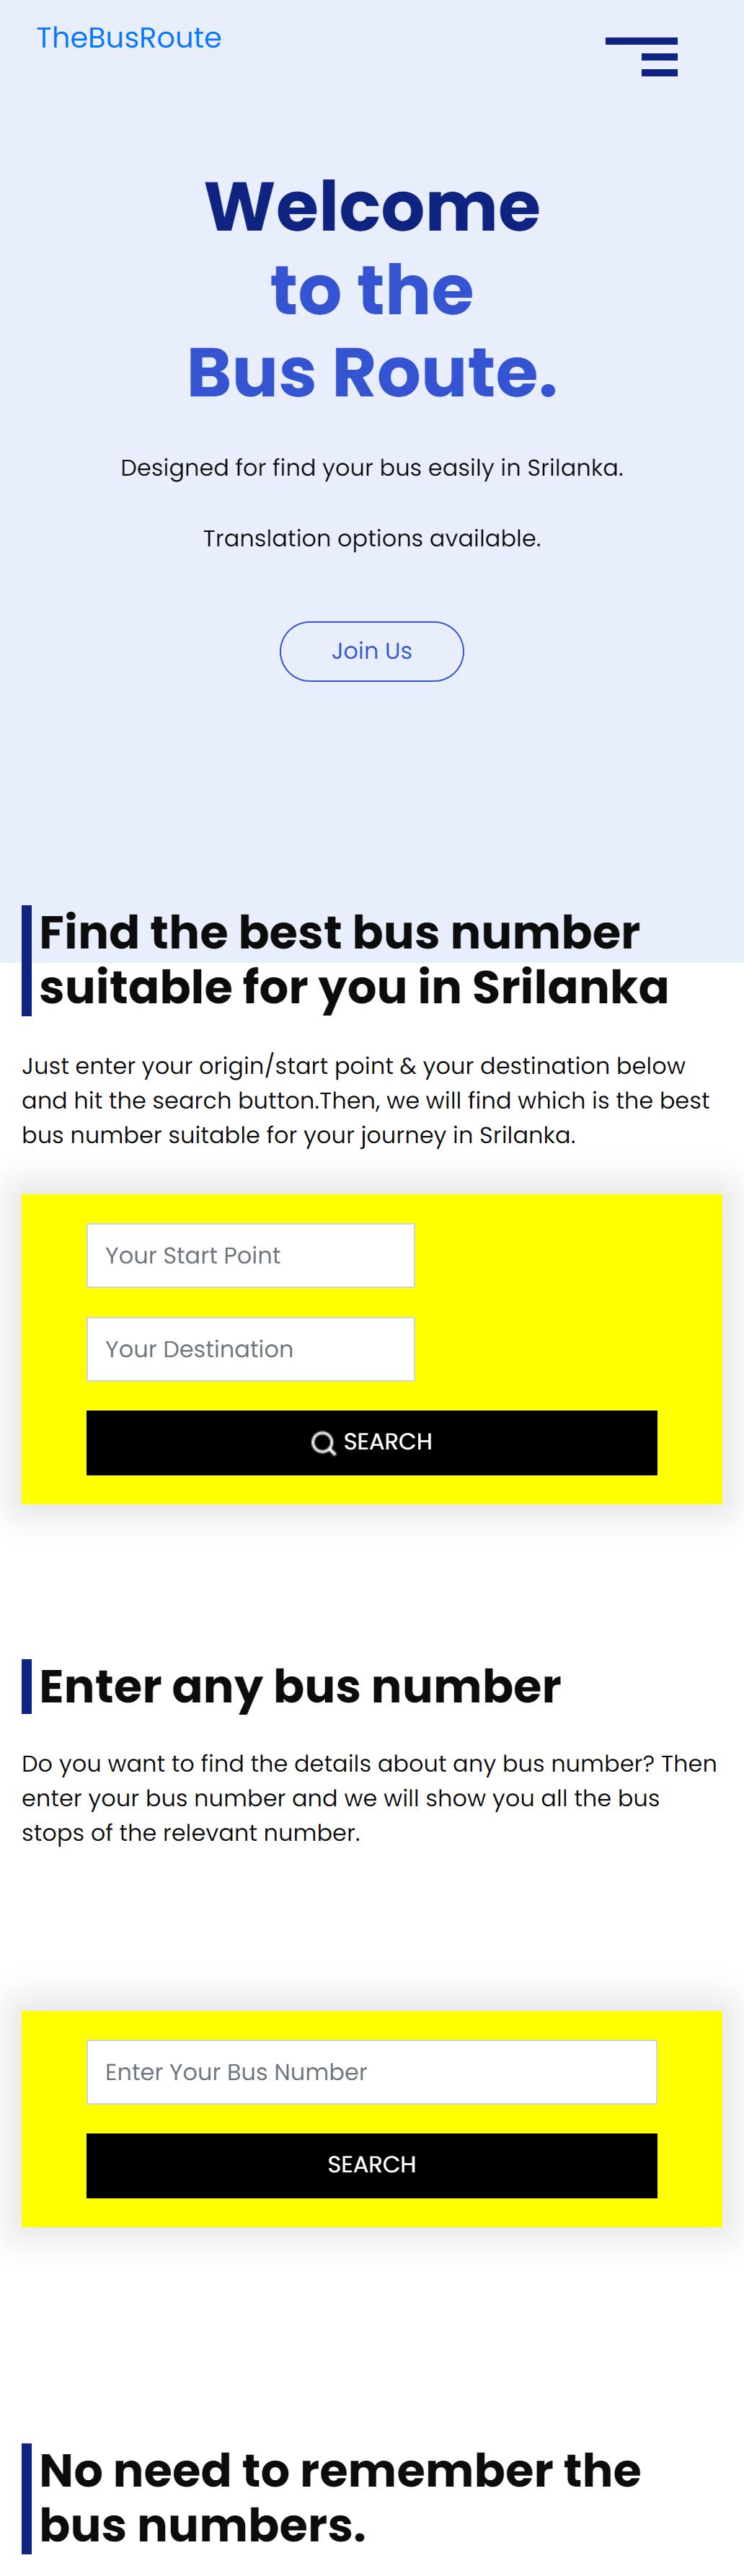 TheBusRoute
Welcome
to the
Bus Route.
Designed for find your bus easily in Srilanka.
Translation options available.
Join Us
Find the best bus number
suitable for you in Srilanka
Just enter your origin/start point & your destination below
and hit the search button.Then, we will find which is the best
bus number suitable for your journey in Srilanka.
Your Start Point
Your Destination
SEARCH
Enter any bus number
Do you want to find the details about any bus number? Then
enter your bus number and we will show you all the bus
stops of the relevant number.
Enter Your Bus Number
SEARCH
No need to remember the
bus numbers.